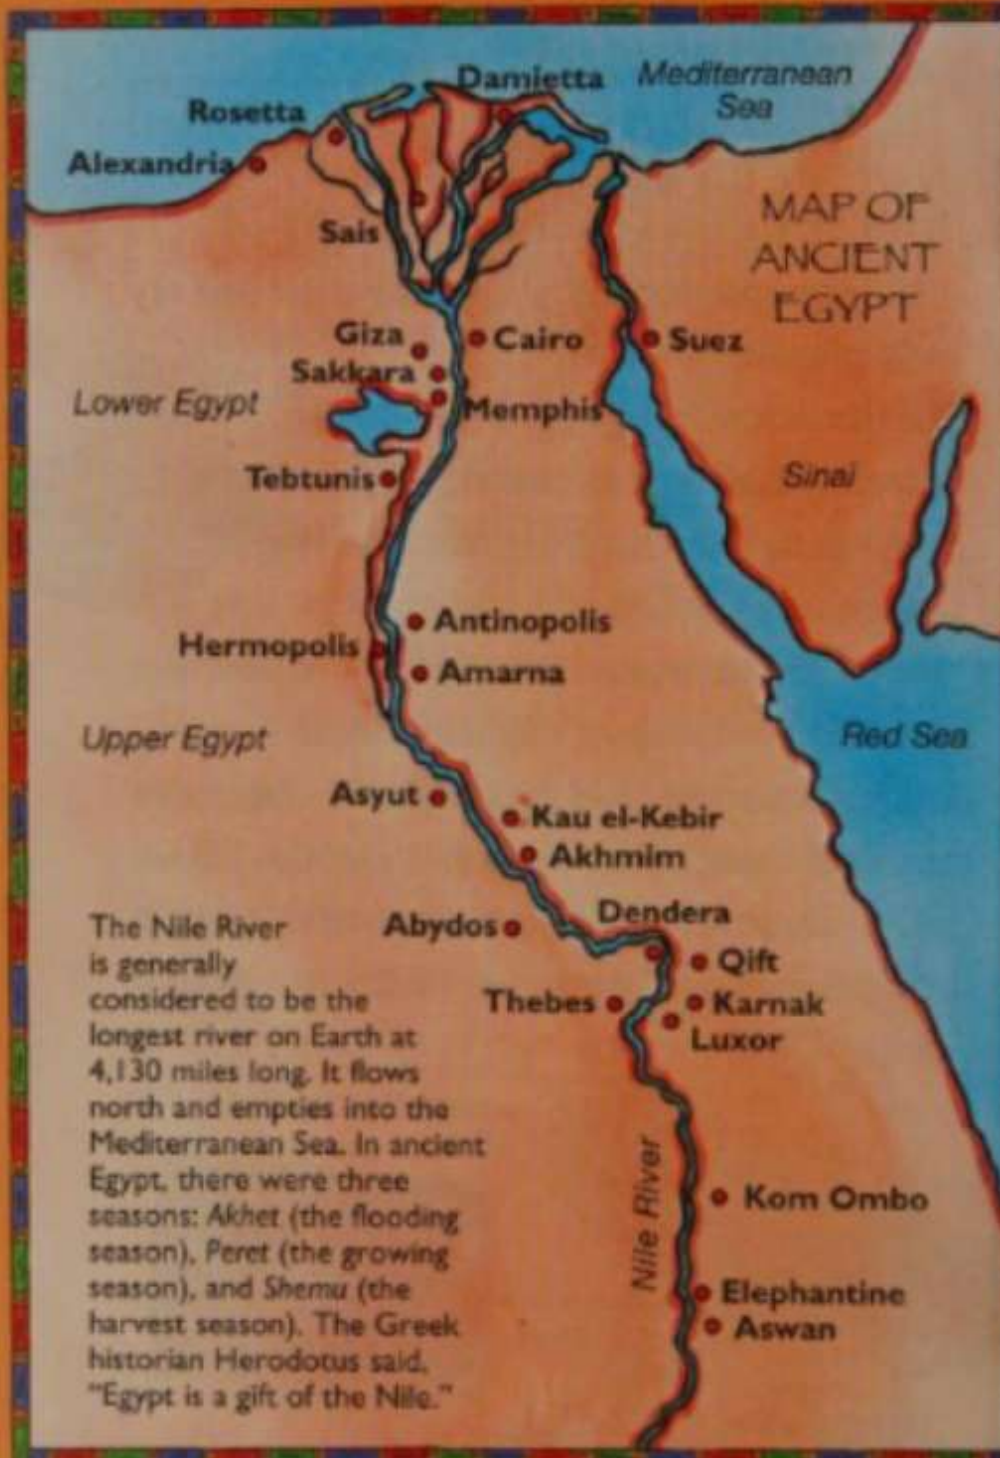 Damietta
Mediterranean
Sea
Rosetta
Alexandria
MAP OF
ANCIENT
EGYPT
Sais
Giza
Cairo
Suez
Sakkara
Lower Egypt
Memphis
Tebtunis
Sinai
Antinopolis
Hermopolis
Amarna
Upper Egypt
Red Sea
Asyut
Kau el-Kebir
Akhmim
Abydos
Dendera
Qift
Thebes
Karnak
Luxor
Nile River
Kom Ombo
Elephantine
Aswan
The Nile River
is generally
considered to be the
longest river on Earth at
4,130 miles long. It flows
north and empties into the
Mediterranean Sea. In ancient
Egypt, there were three
seasons: Akhet (the flooding
season), Peret (the growing
season), and Shemu (the
harvest season). The Greek
historian Herodotus said,
"Egypt is a gift of the Nile."